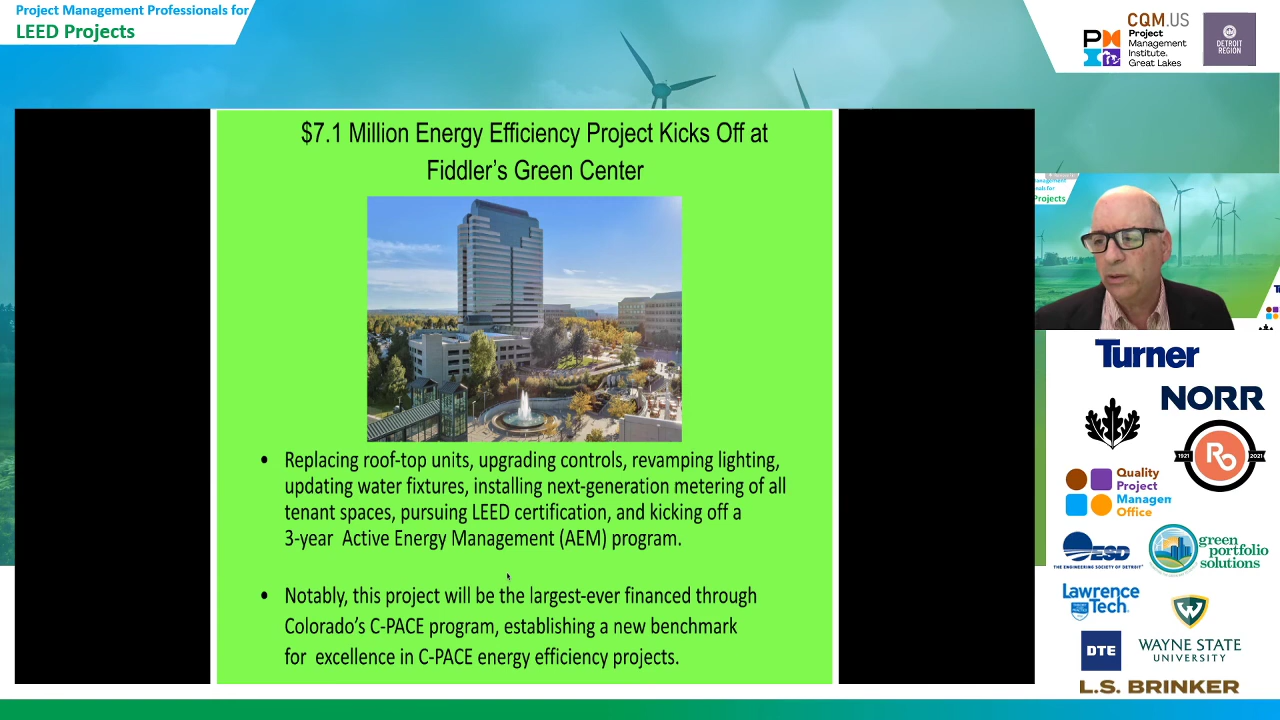 Project Management Professionals for
LEED Projects
CQM.US
PM
Project
Management
Institute.
Great Lakes
DETROIT
REGION
$7.1 Million Energy Efficiency Project Kicks Off at
Fiddler’s Green Center
• Replacing roof-top units, upgrading controls, revamping lighting,
updating water fixtures, installing next-generation metering of all
tenant spaces, pursuing LEED certification, and kicking off a
3-year Active Energy Management (AEM) program.
• Notably, this project will be the largest-ever financed through
Colorado’s C-PACE program, establishing a new benchmark
for excellence in C-PACE energy efficiency projects.
nals for
Projects
Turner
NORR
1921
Ro
2021
Quality
Project
Managen
Office
ESD
THE ENGINEERING SOCIETY OF DETROIT
green
portfolio
solutions
Lawrence
Tech
W
DTE
WAYNE STATE
UNIVERSITY
L.S. BRINKER